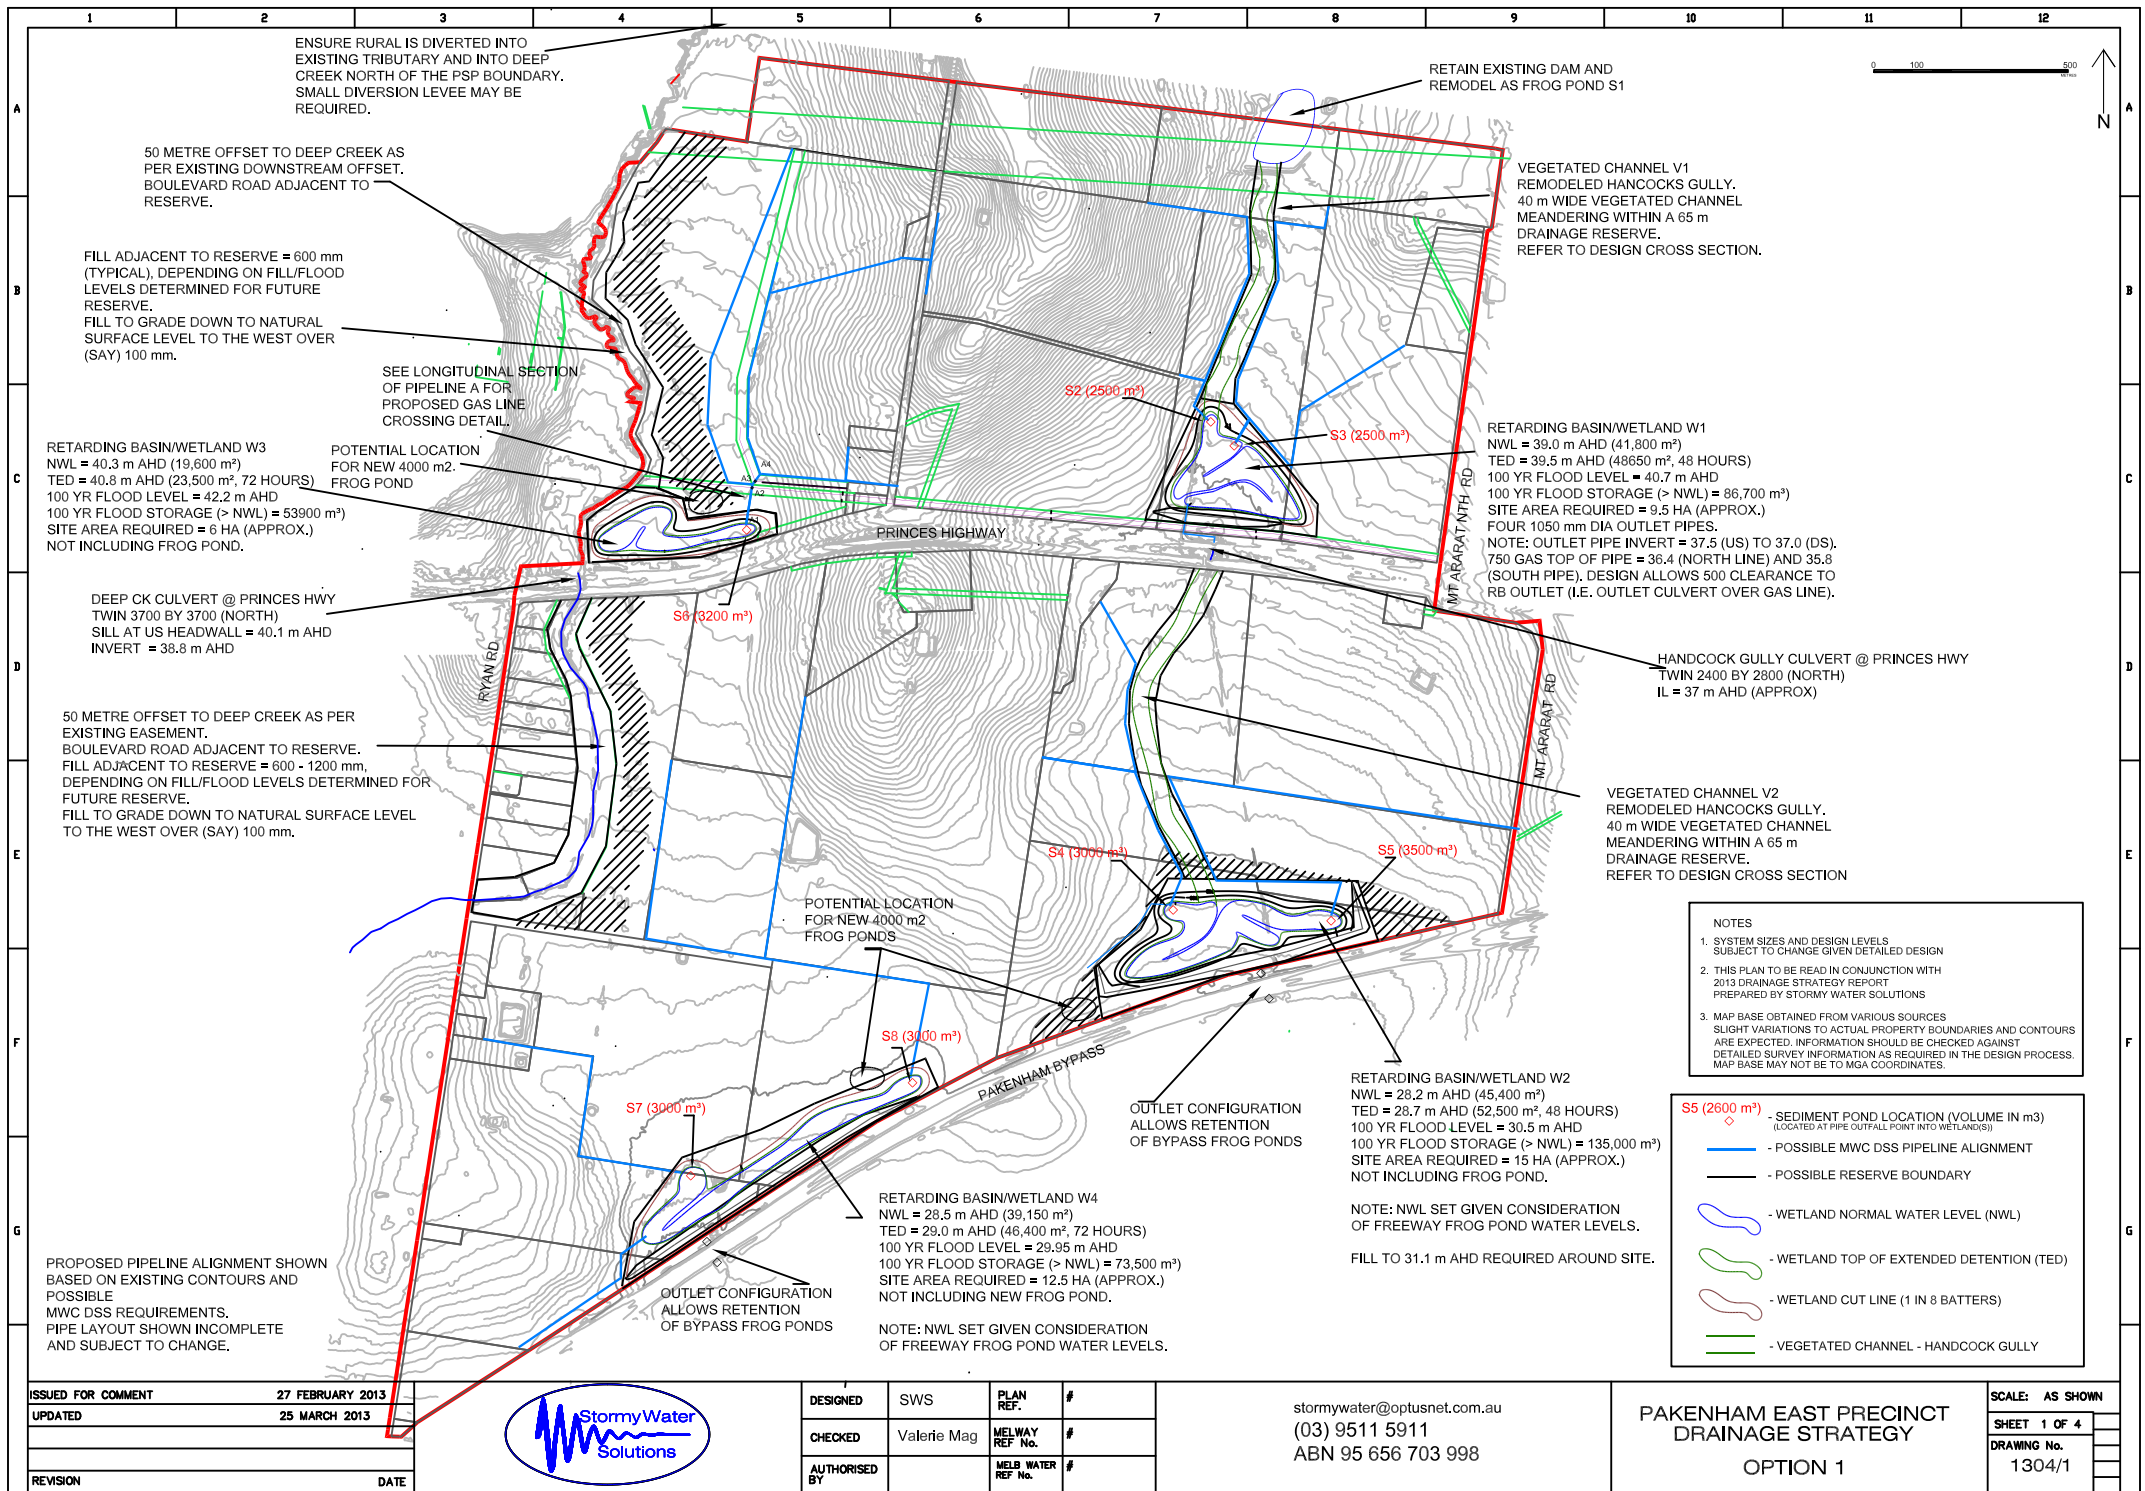 1 2 3 4 5 6 7 8 9 10 11 12
A
B
C
D
E
F
G
A
B
C
D
E
F
G
ENSURE RURAL IS DIVERTED INTO
EXISTING TRIBUTARY AND INTO DEEP
CREEK NORTH OF THE PSP BOUNDARY.
SMALL DIVERSION LEVEE MAY BE
REQUIRED.
50 METRE OFFSET TO DEEP CREEK AS
PER EXISTING DOWNSTREAM OFFSET.
BOULEVARD ROAD ADJACENT TO
RESERVE.
FILL ADJACENT TO RESERVE = 600 mm
(TYPICAL), DEPENDING ON FILL/FLOOD
LEVELS DETERMINED FOR FUTURE
RESERVE.
FILL TO GRADE DOWN TO NATURAL
SURFACE LEVEL TO THE WEST OVER
(SAY) 100 mm.
SEE LONGITUDINAL SECTION
OF PIPELINE A FOR
PROPOSED GAS LINE
CROSSING DETAIL.
POTENTIAL LOCATION
FOR NEW 4000 m2.
FROG POND
RETARDING BASIN/WETLAND W3
NWL = 40.3 m AHD (19,600 m²)
TED = 40.8 m AHD (23,500 m², 72 HOURS)
100 YR FLOOD LEVEL = 42.2 m AHD
100 YR FLOOD STORAGE (> NWL) = 53900 m³)
SITE AREA REQUIRED = 6 HA (APPROX.)
NOT INCLUDING FROG POND.
DEEP CK CULVERT @ PRINCES HWY
TWIN 3700 BY 3700 (NORTH)
SILL AT US HEADWALL = 40.1 m AHD
INVERT = 38.8 m AHD
50 METRE OFFSET TO DEEP CREEK AS PER
EXISTING EASEMENT.
BOULEVARD ROAD ADJACENT TO RESERVE.
FILL ADJACENT TO RESERVE = 600 - 1200 mm,
DEPENDING ON FILL/FLOOD LEVELS DETERMINED FOR
FUTURE RESERVE.
FILL TO GRADE DOWN TO NATURAL SURFACE LEVEL
TO THE WEST OVER (SAY) 100 mm.
PROPOSED PIPELINE ALIGNMENT SHOWN
BASED ON EXISTING CONTOURS AND
POSSIBLE
MWC DSS REQUIREMENTS.
PIPE LAYOUT SHOWN INCOMPLETE
AND SUBJECT TO CHANGE.
RETAIN EXISTING DAM AND
REMODEL AS FROG POND S1
0 100 500
METRES
N
VEGETATED CHANNEL V1
REMODELED HANCOCKS GULLY.
40 m WIDE VEGETATED CHANNEL
MEANDERING WITHIN A 65 m
DRAINAGE RESERVE.
REFER TO DESIGN CROSS SECTION.
S2 (2500 m³)
S3 (2500 m³)
A4
A3
A2
PRINCES HIGHWAY
S6 (3200 m³)
RYAN RD
MT ARARAT NTH RD
MT ARARAT RD
RETARDING BASIN/WETLAND W1
NWL = 39.0 m AHD (41,800 m²)
TED = 39.5 m AHD (48650 m², 48 HOURS)
100 YR FLOOD LEVEL = 40.7 m AHD
100 YR FLOOD STORAGE (> NWL) = 86,700 m³)
SITE AREA REQUIRED = 9.5 HA (APPROX.)
FOUR 1050 mm DIA OUTLET PIPES.
NOTE: OUTLET PIPE INVERT = 37.5 (US) TO 37.0 (DS).
750 GAS TOP OF PIPE = 36.4 (NORTH LINE) AND 35.8
(SOUTH PIPE). DESIGN ALLOWS 500 CLEARANCE TO
RB OUTLET (I.E. OUTLET CULVERT OVER GAS LINE).
HANDCOCK GULLY CULVERT @ PRINCES HWY
TWIN 2400 BY 2800 (NORTH)
IL = 37 m AHD (APPROX)
VEGETATED CHANNEL V2
REMODELED HANCOCKS GULLY.
40 m WIDE VEGETATED CHANNEL
MEANDERING WITHIN A 65 m
DRAINAGE RESERVE.
REFER TO DESIGN CROSS SECTION
S4 (3000 m³)
S5 (3500 m³)
POTENTIAL LOCATION
FOR NEW 4000 m2
FROG PONDS
S8 (3000 m³)
S7 (3000 m³)
PAKENHAM BYPASS
OUTLET CONFIGURATION
ALLOWS RETENTION
OF BYPASS FROG PONDS
RETARDING BASIN/WETLAND W2
NWL = 28.2 m AHD (45,400 m²)
TED = 28.7 m AHD (52,500 m², 48 HOURS)
100 YR FLOOD LEVEL = 30.5 m AHD
100 YR FLOOD STORAGE (> NWL) = 135,000 m³)
SITE AREA REQUIRED = 15 HA (APPROX.)
NOT INCLUDING FROG POND.
NOTE: NWL SET GIVEN CONSIDERATION
OF FREEWAY FROG POND WATER LEVELS.
FILL TO 31.1 m AHD REQUIRED AROUND SITE.
RETARDING BASIN/WETLAND W4
NWL = 28.5 m AHD (39,150 m²)
TED = 29.0 m AHD (46,400 m², 72 HOURS)
100 YR FLOOD LEVEL = 29.95 m AHD
100 YR FLOOD STORAGE (> NWL) = 73,500 m³)
SITE AREA REQUIRED = 12.5 HA (APPROX.)
NOT INCLUDING NEW FROG POND.
NOTE: NWL SET GIVEN CONSIDERATION
OF FREEWAY FROG POND WATER LEVELS.
OUTLET CONFIGURATION
ALLOWS RETENTION
OF BYPASS FROG PONDS
NOTES
1. SYSTEM SIZES AND DESIGN LEVELS
SUBJECT TO CHANGE GIVEN DETAILED DESIGN
2. THIS PLAN TO BE READ IN CONJUNCTION WITH
2013 DRAINAGE STRATEGY REPORT
PREPARED BY STORMY WATER SOLUTIONS
3. MAP BASE OBTAINED FROM VARIOUS SOURCES
SLIGHT VARIATIONS TO ACTUAL PROPERTY BOUNDARIES AND CONTOURS
ARE EXPECTED. INFORMATION SHOULD BE CHECKED AGAINST
DETAILED SURVEY INFORMATION AS REQUIRED IN THE DESIGN PROCESS.
MAP BASE MAY NOT BE TO MGA COORDINATES.
S5 (2600 m³) - SEDIMENT POND LOCATION (VOLUME IN m3)
(LOCATED AT PIPE OUTFALL POINT INTO WETLAND(S))
- POSSIBLE MWC DSS PIPELINE ALIGNMENT
- POSSIBLE RESERVE BOUNDARY
- WETLAND NORMAL WATER LEVEL (NWL)
- WETLAND TOP OF EXTENDED DETENTION (TED)
- WETLAND CUT LINE (1 IN 8 BATTERS)
- VEGETATED CHANNEL - HANDCOCK GULLY
ISSUED FOR COMMENT 27 FEBRUARY 2013
UPDATED 25 MARCH 2013
REVISION DATE
StormyWater
Solutions
DESIGNED SWS
CHECKED Valerie Mag
AUTHORISED
BY
PLAN
REF. #
MELWAY
REF No. #
MELB WATER
REF No. #
stormywater@optusnet.com.au
(03) 9511 5911
ABN 95 656 703 998
PAKENHAM EAST PRECINCT
DRAINAGE STRATEGY
OPTION 1
SCALE: AS SHOWN
SHEET 1 OF 4
DRAWING No.
1304/1